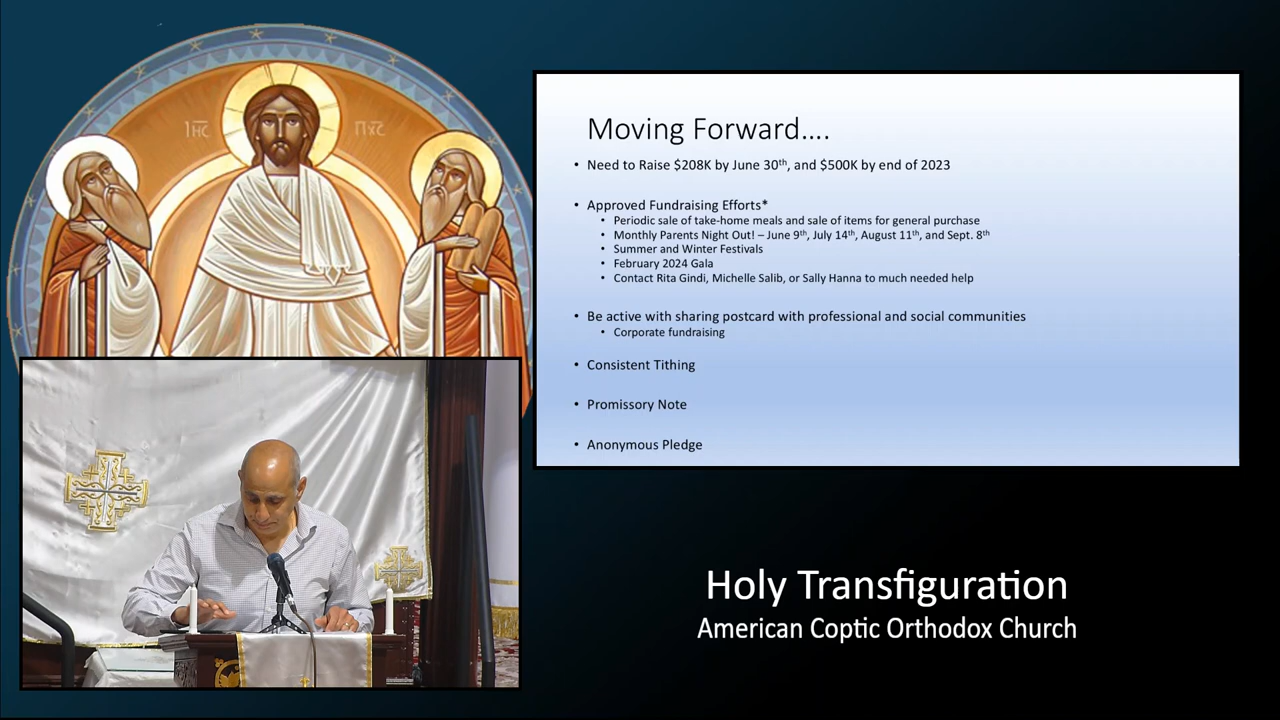 ΙΗC ΠΧC
Moving Forward....
• Need to Raise $208K by June 30th, and $500K by end of 2023
• Approved Fundraising Efforts*
• Periodic sale of take-home meals and sale of items for general purchase
• Monthly Parents Night Out! – June 9th, July 14th, August 11th, and Sept. 8th
• Summer and Winter Festivals
• February 2024 Gala
• Contact Rita Gindi, Michelle Salib, or Sally Hanna to much needed help
• Be active with sharing postcard with professional and social communities
• Corporate fundraising
• Consistent Tithing
• Promissory Note
• Anonymous Pledge
Holy Transfiguration
American Coptic Orthodox Church